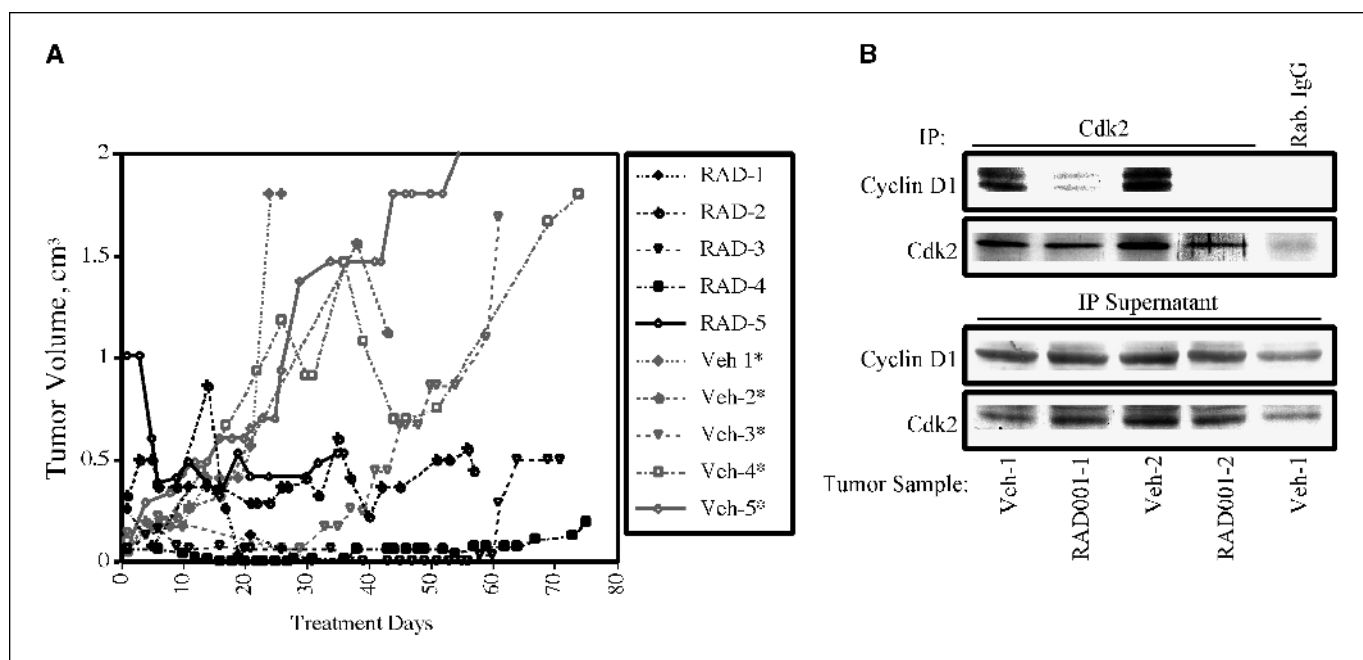 A
Tumor Volume, cm³
2
1.5
1
0.5
0
0
10
20
30
40
50
60
70
80
Treatment Days
RAD-1
RAD-2
RAD-3
RAD-4
RAD-5
Veh 1*
Veh-2*
Veh-3*
Veh-4*
Veh-5*
B
IP:
Cdk2
Rab. IgG
Cyclin D1
Cdk2
IP Supernatant
Cyclin D1
Cdk2
Tumor Sample:
Veh-1
RAD001-1
Veh-2
RAD001-2
Veh-1